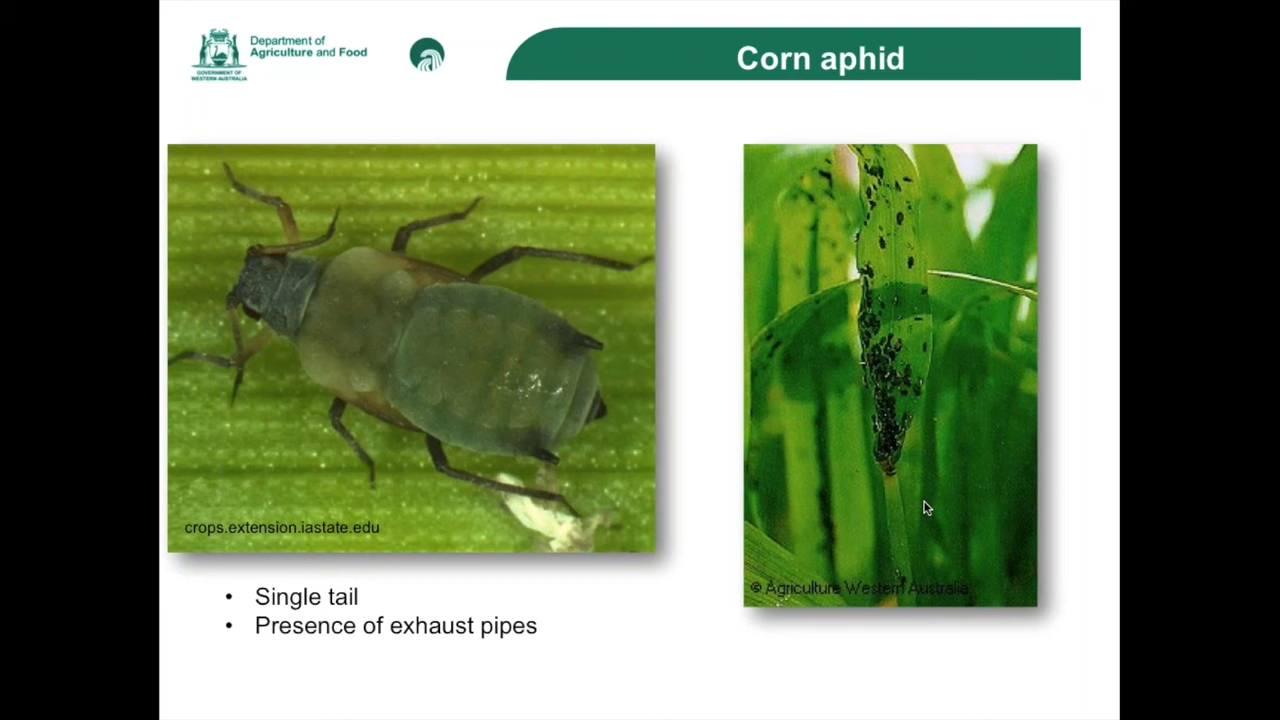 Department of
Agriculture and Food
GOVERNMENT OF
WESTERN AUSTRALIA
Corn aphid
crops.extension.iastate.edu
© Agriculture Western Australia
• Single tail
• Presence of exhaust pipes